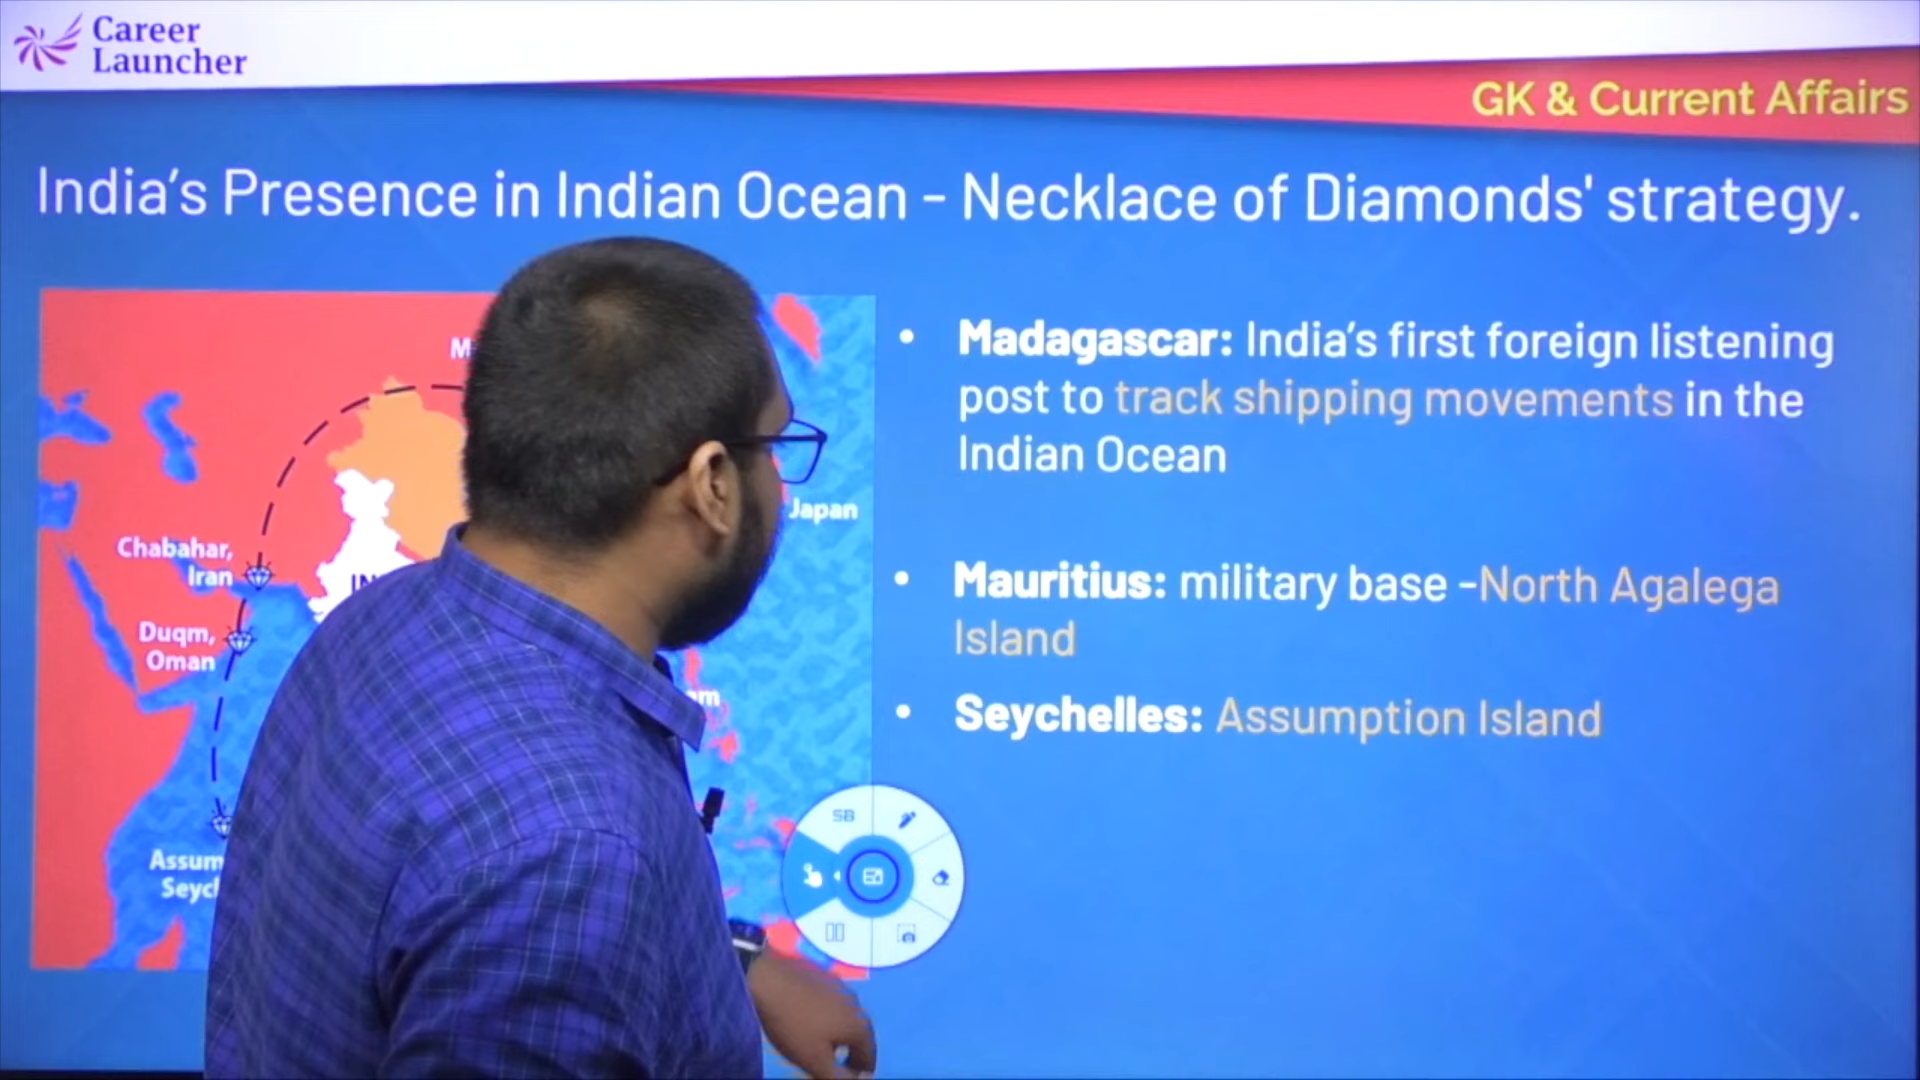 Career
Launcher
GK & Current Affairs
India's Presence in Indian Ocean - Necklace of Diamonds' strategy.
Japan
Chabahar,
Iran
Duqm,
Oman
• Madagascar: India's first foreign listening
post to track shipping movements in the
Indian Ocean
• Mauritius: military base -North Agalega
Island
• Seychelles: Assumption Island
SB